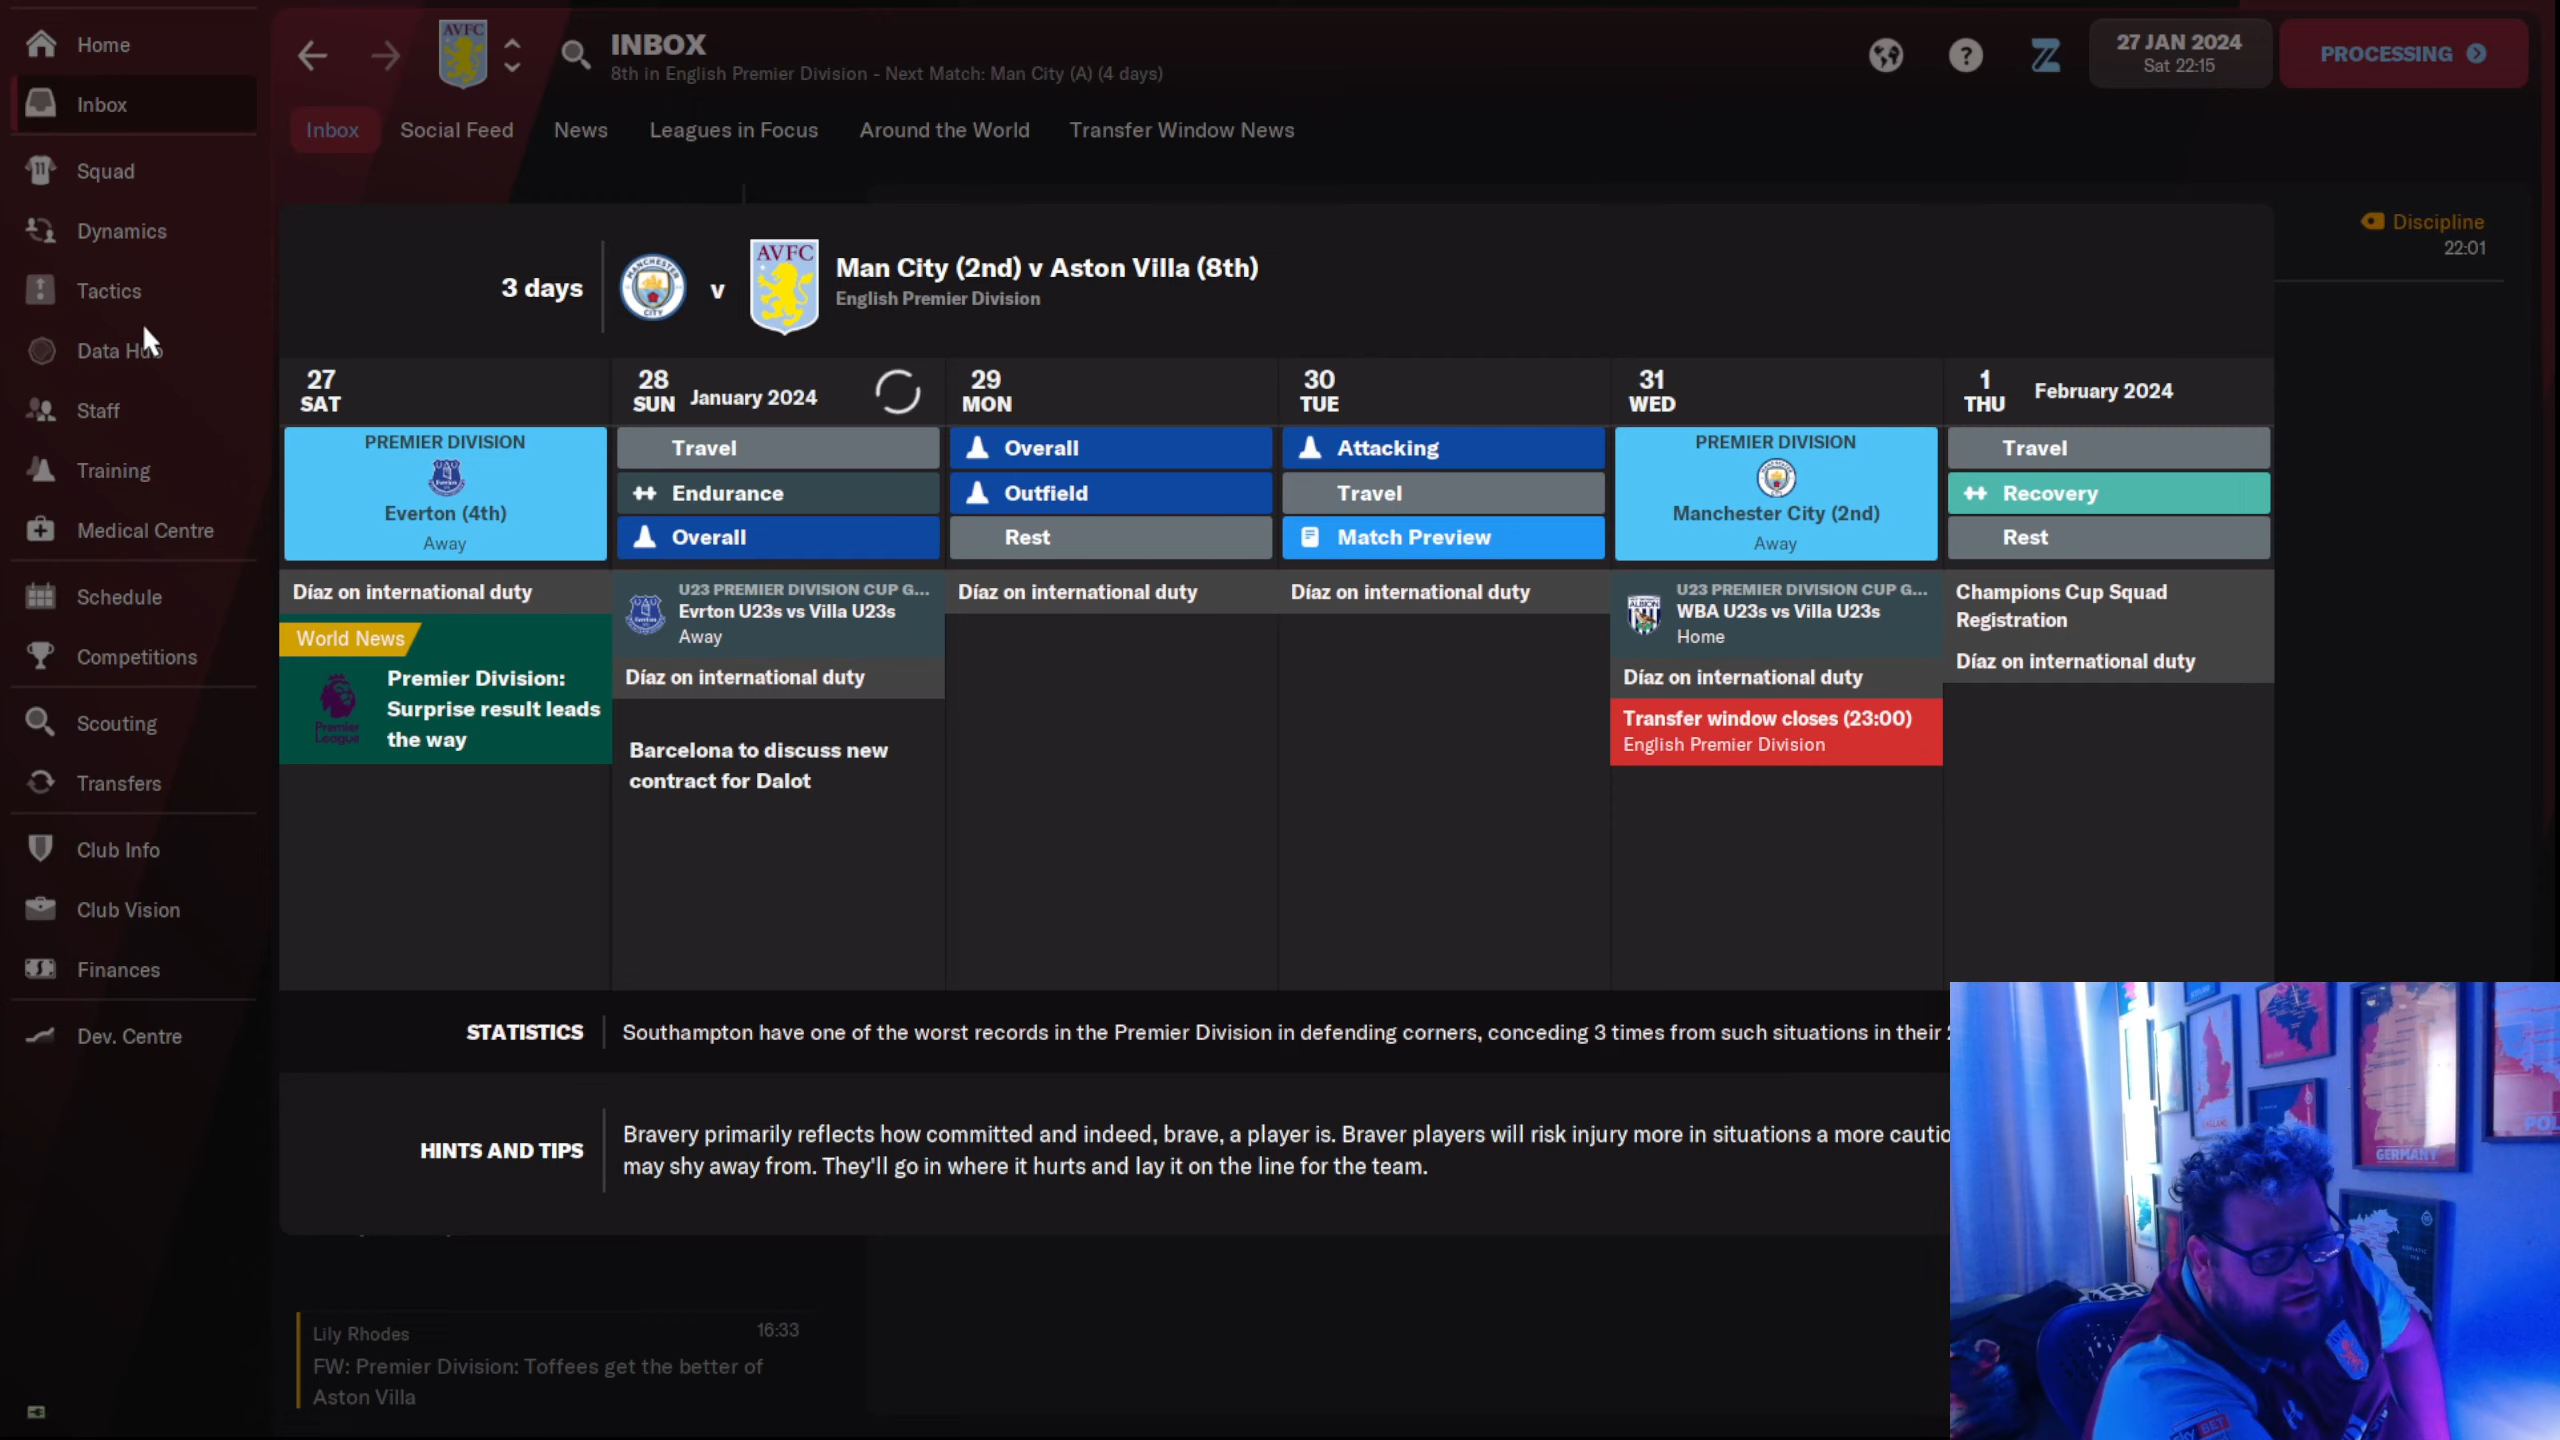 Home
Inbox
Squad
Dynamics
Tactics
Data Hub
Staff
Training
Medical Centre
Schedule
Competitions
Scouting
Transfers
Club Info
Club Vision
Finances
Dev. Centre
AVFC
INBOX
8th in English Premier Division - Next Match: Man City (A) (4 days)
27 JAN 2024
Sat 22:15
PROCESSING
Inbox
Social Feed
News
Leagues in Focus
Around the World
Transfer Window News
Discipline
22:01
3 days
MANCHESTER
CITY
v
AVFC
Man City (2nd) v Aston Villa (8th)
English Premier Division
27
SAT
28
SUN
January 2024
29
MON
30
TUE
31
WED
1
THU
February 2024
PREMIER DIVISION
Everton (4th)
Away
Díaz on international duty
World News
Premier League
Premier Division:
Surprise result leads
the way
Travel
Endurance
Overall
U23 PREMIER DIVISION CUP G...
Evrton U23s vs Villa U23s
Away
Díaz on international duty
Barcelona to discuss new
contract for Dalot
Overall
Outfield
Rest
Díaz on international duty
Attacking
Travel
Match Preview
Díaz on international duty
PREMIER DIVISION
Manchester City (2nd)
Away
U23 PREMIER DIVISION CUP G...
WBA U23s vs Villa U23s
Home
Díaz on international duty
Transfer window closes (23:00)
English Premier Division
Travel
Recovery
Rest
Champions Cup Squad
Registration
Díaz on international duty
STATISTICS
Southampton have one of the worst records in the Premier Division in defending corners, conceding 3 times from such situations in their
HINTS AND TIPS
Bravery primarily reflects how committed and indeed, brave, a player is. Braver players will risk injury more in situations a more cautio
may shy away from. They'll go in where it hurts and lay it on the line for the team.
Lily Rhodes
16:33
FW: Premier Division: Toffees get the better of
Aston Villa
GERMANY
POL
SKY BET